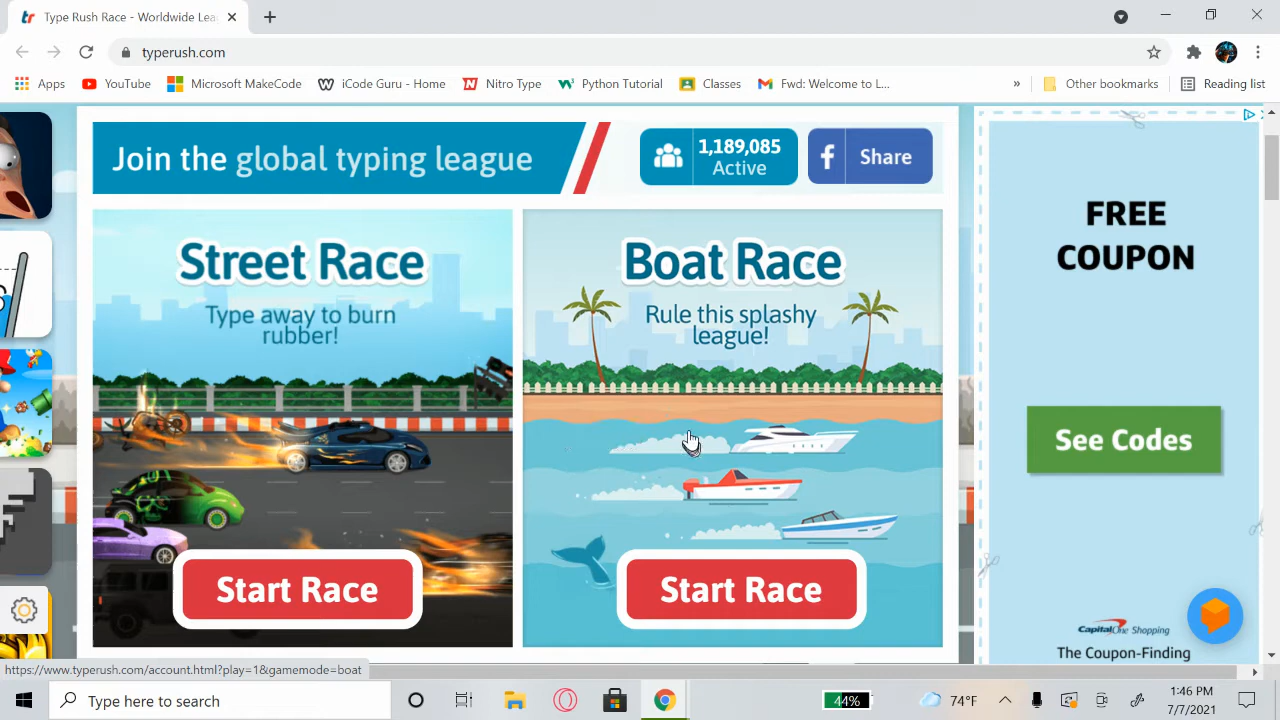 Type Rush Race - Worldwide Lea
typerush.com
Apps
YouTube
Microsoft MakeCode
iCode Guru - Home
Nitro Type
Python Tutorial
Classes
Fwd: Welcome to L...
»
Other bookmarks
Reading list
Join the global typing league
1,189,085
Active
Share
Street Race
Type away to burn
rubber!
Start Race
Boat Race
Rule this splashy
league!
Start Race
FREE
COUPON
See Codes
Capital One Shopping
The Coupon-Finding
https://www.typerush.com/account.html?play=1&gamemode=boat
Type here to search
44%
74°F
1:46 PM
7/7/2021